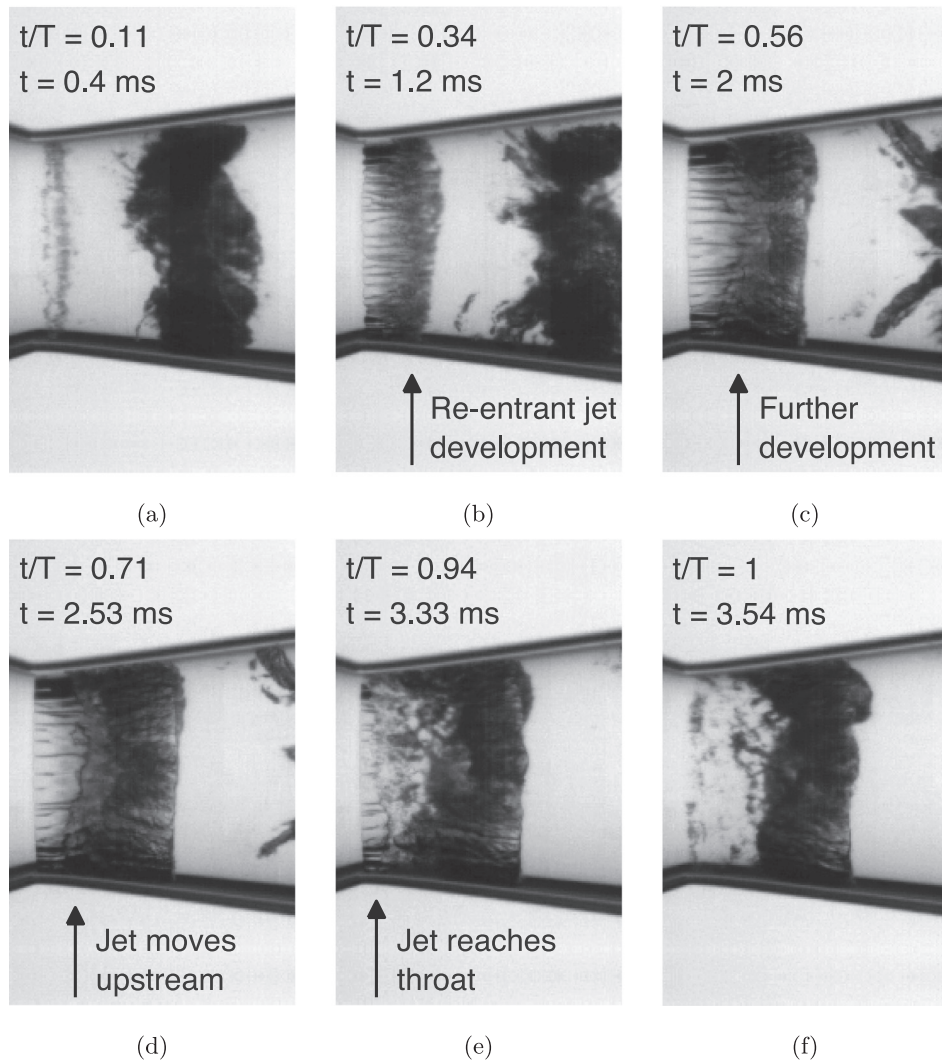 t/T = 0.11
t = 0.4 ms
t/T = 0.34
t = 1.2 ms
t/T = 0.56
t = 2 ms
Re-entrant jet
development
Further
development
(a)
(b)
(c)
t/T = 0.71
t = 2.53 ms
t/T = 0.94
t = 3.33 ms
t/T = 1
t = 3.54 ms
Jet moves
upstream
Jet reaches
throat
(d)
(e)
(f)